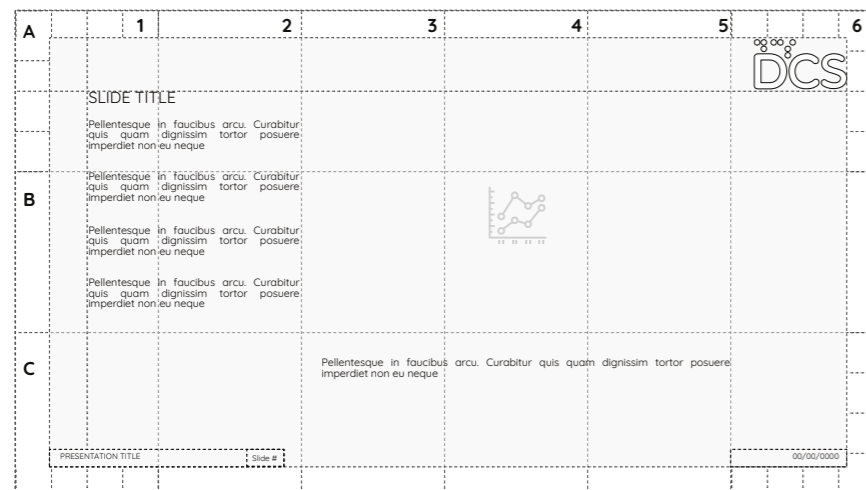 A 1 2 3 4 5 6
DCS
SLIDE TITLE
Pellentesque in faucibus arcu. Curabitur
quis quam dignissim tortor posuere
imperdiet non eu neque
B
Pellentesque in faucibus arcu. Curabitur
quis quam dignissim tortor posuere
imperdiet non eu neque
Pellentesque in faucibus arcu. Curabitur
quis quam dignissim tortor posuere
imperdiet non eu neque
Pellentesque in faucibus arcu. Curabitur
quis quam dignissim tortor posuere
imperdiet non eu neque
C
Pellentesque in faucibus arcu. Curabitur quis quam dignissim tortor posuere
imperdiet non eu neque
PRESENTATION TITLE Slide # 00/00/0000